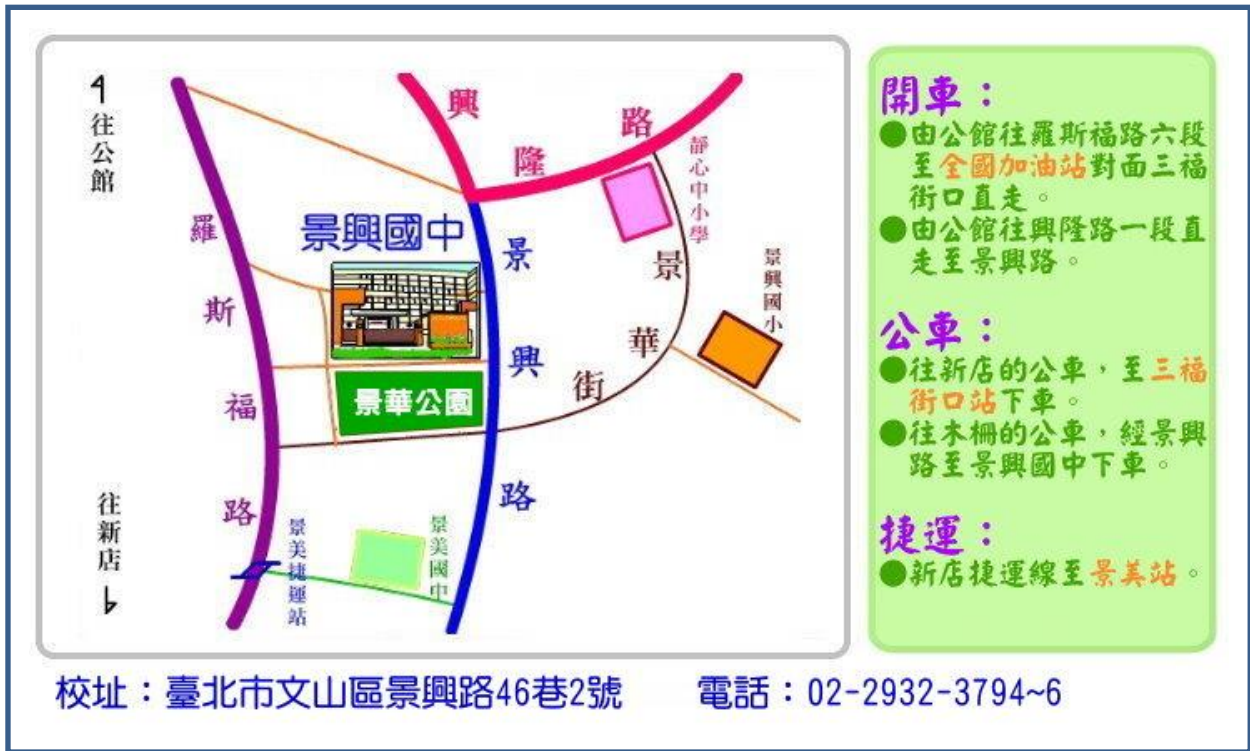 往公館
羅斯福路
往新店
興隆路
靜心中小學
景興國中
景興路
景華街
景興國小
景華公園
景美捷運站
景美國中
開車：
●由公館往羅斯福路六段
至全國加油站對面三福
街口直走。
●由公館往興隆路一段直
走至景興路。
公車：
●往新店的公車，至三福
街口站下車。
●往木柵的公車，經景興
路至景興國中下車。
捷運：
●新店捷運線至景美站。
校址：臺北市文山區景興路46巷2號
電話：02-2932-3794~6